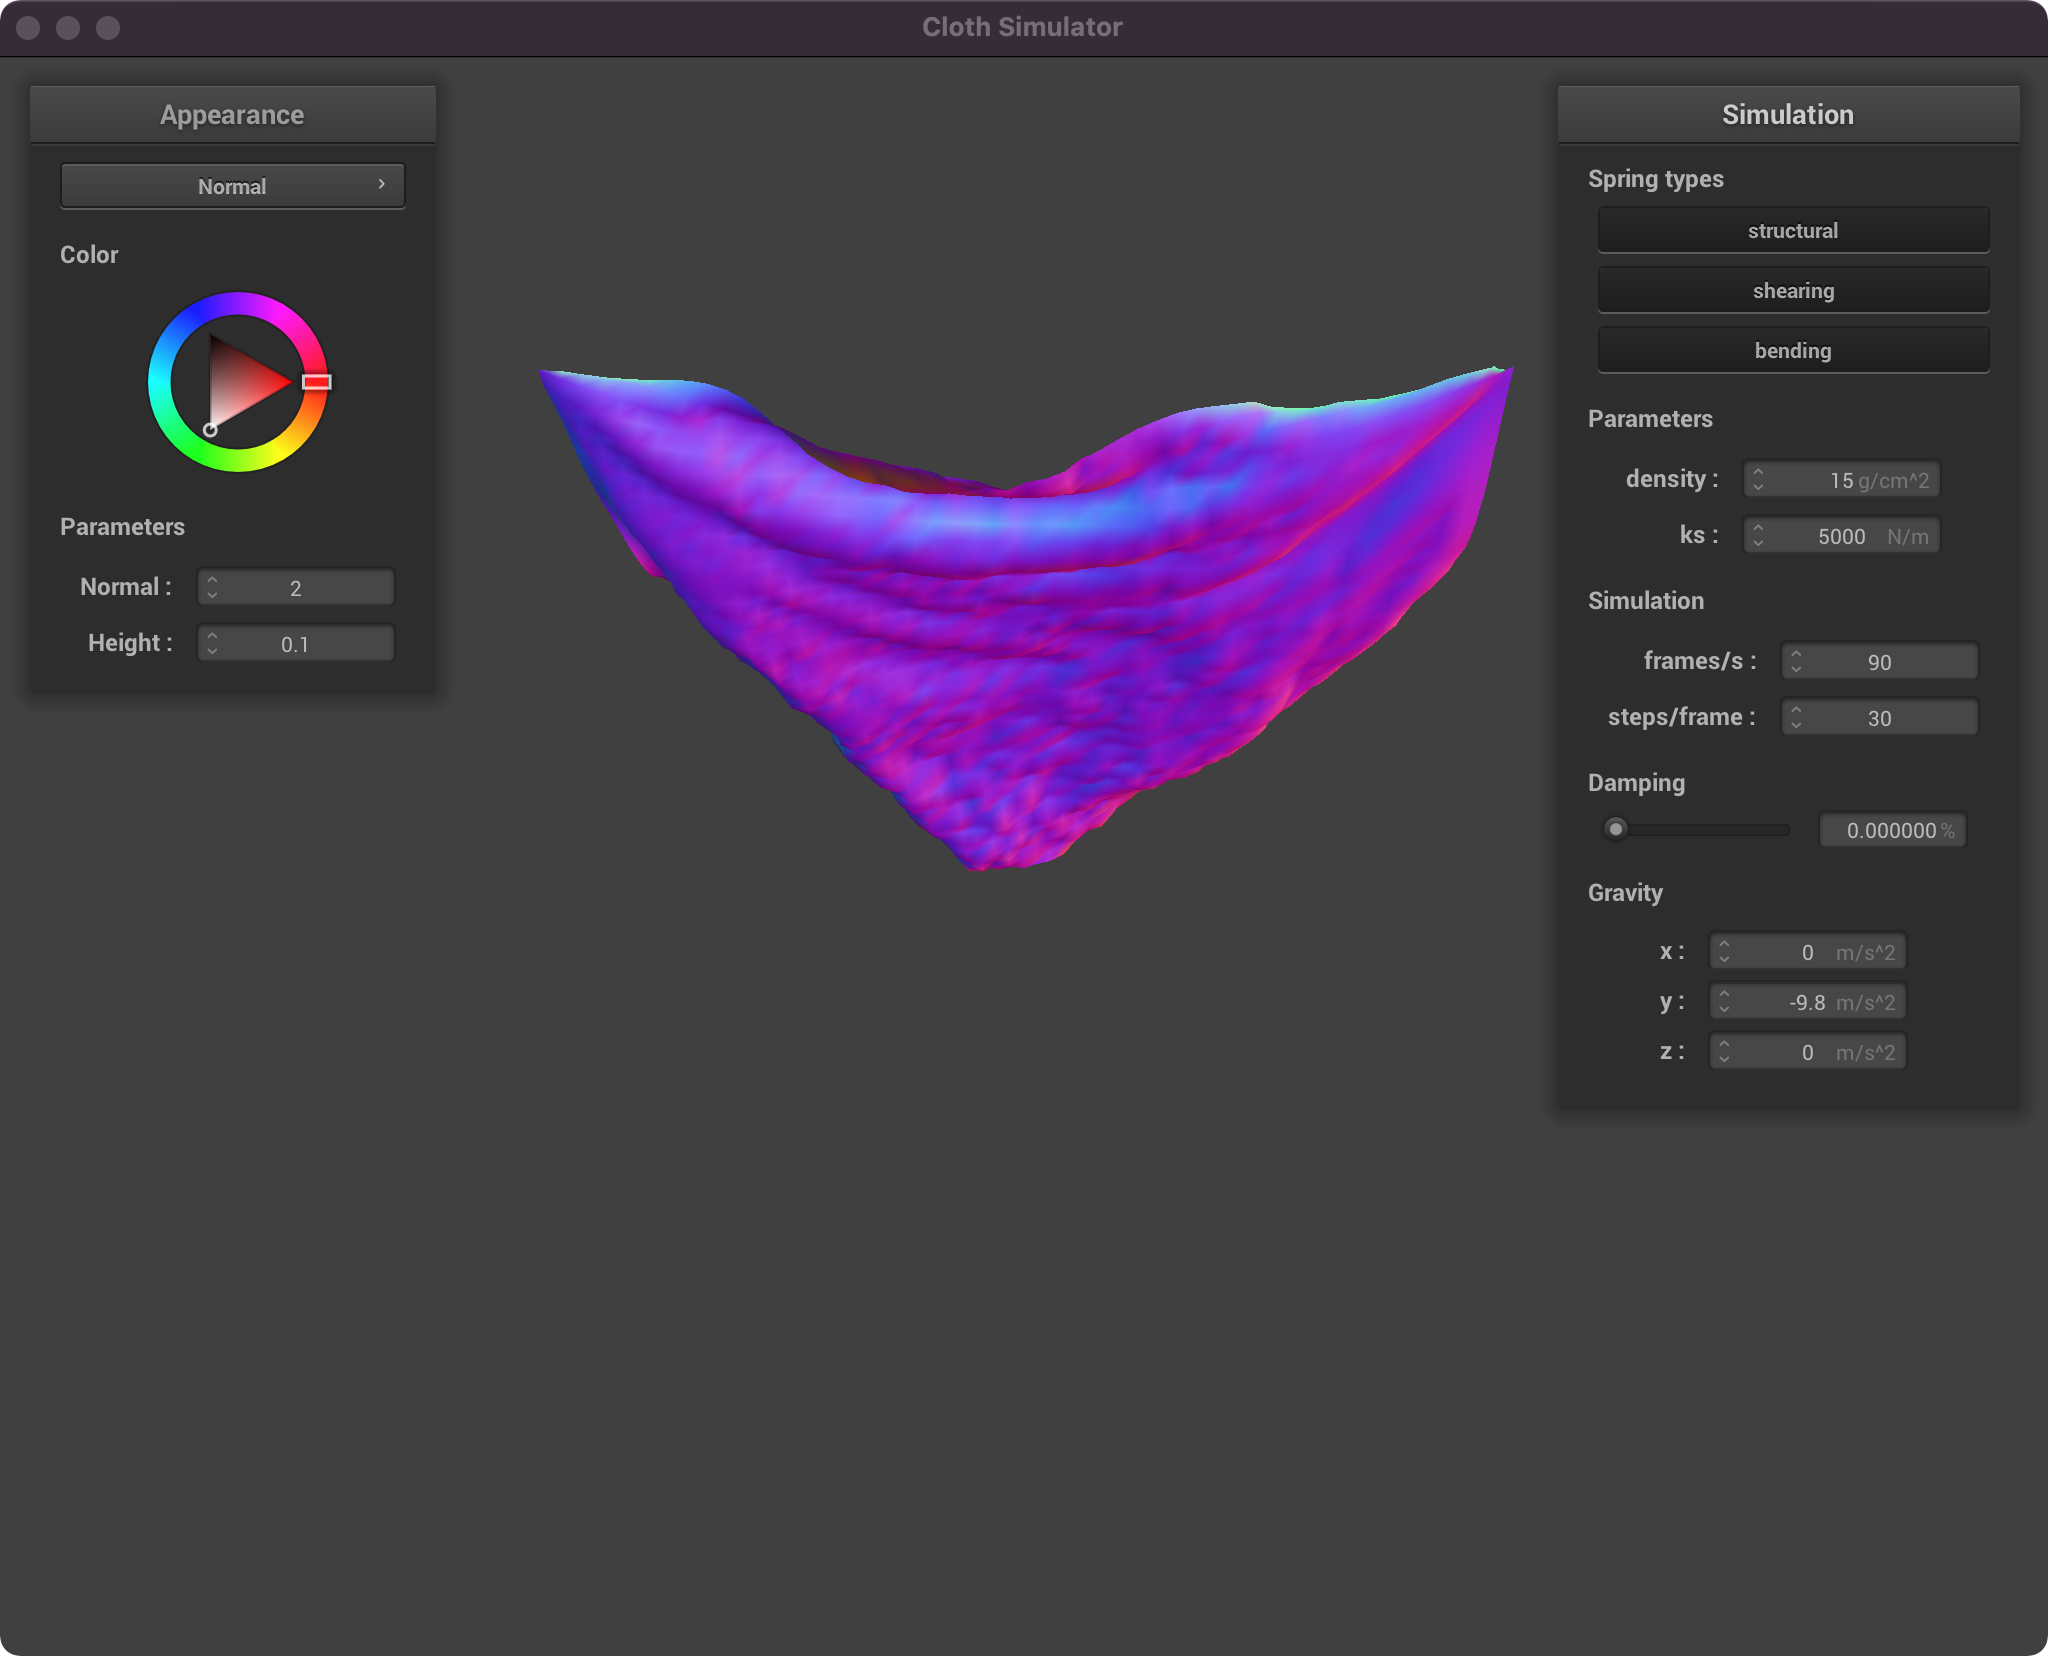 Cloth Simulator
Appearance
Normal
Color
Parameters
Normal : 2
Height : 0.1
Simulation
Spring types
structural
shearing
bending
Parameters
density : 15 g/cm^2
ks : 5000 N/m
Simulation
frames/s : 90
steps/frame : 30
Damping
0.000000 %
Gravity
x : 0 m/s^2
y : -9.8 m/s^2
z : 0 m/s^2